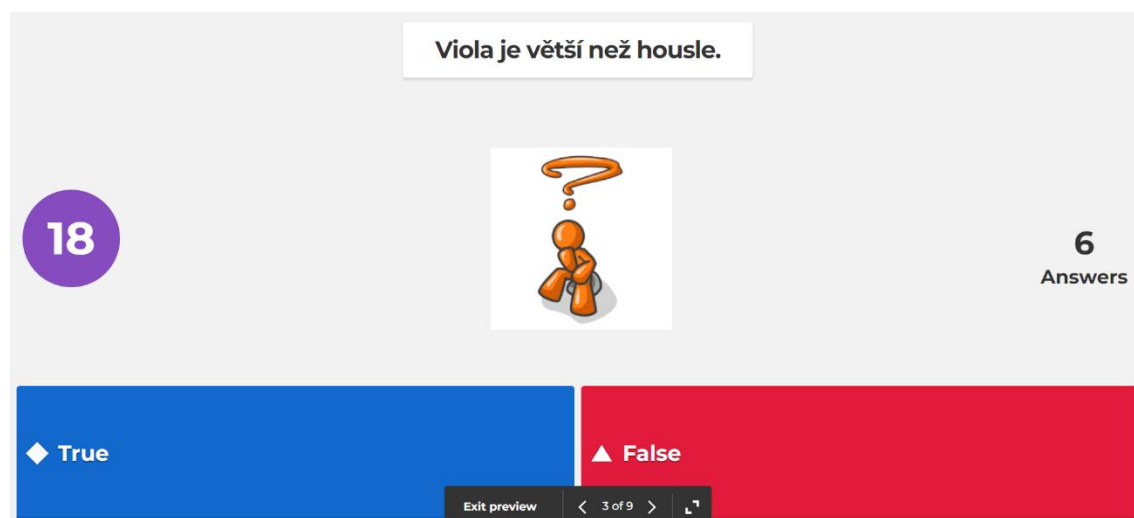 Viola je větší než housle.
18
6
Answers
True
False
Exit preview
3 of 9